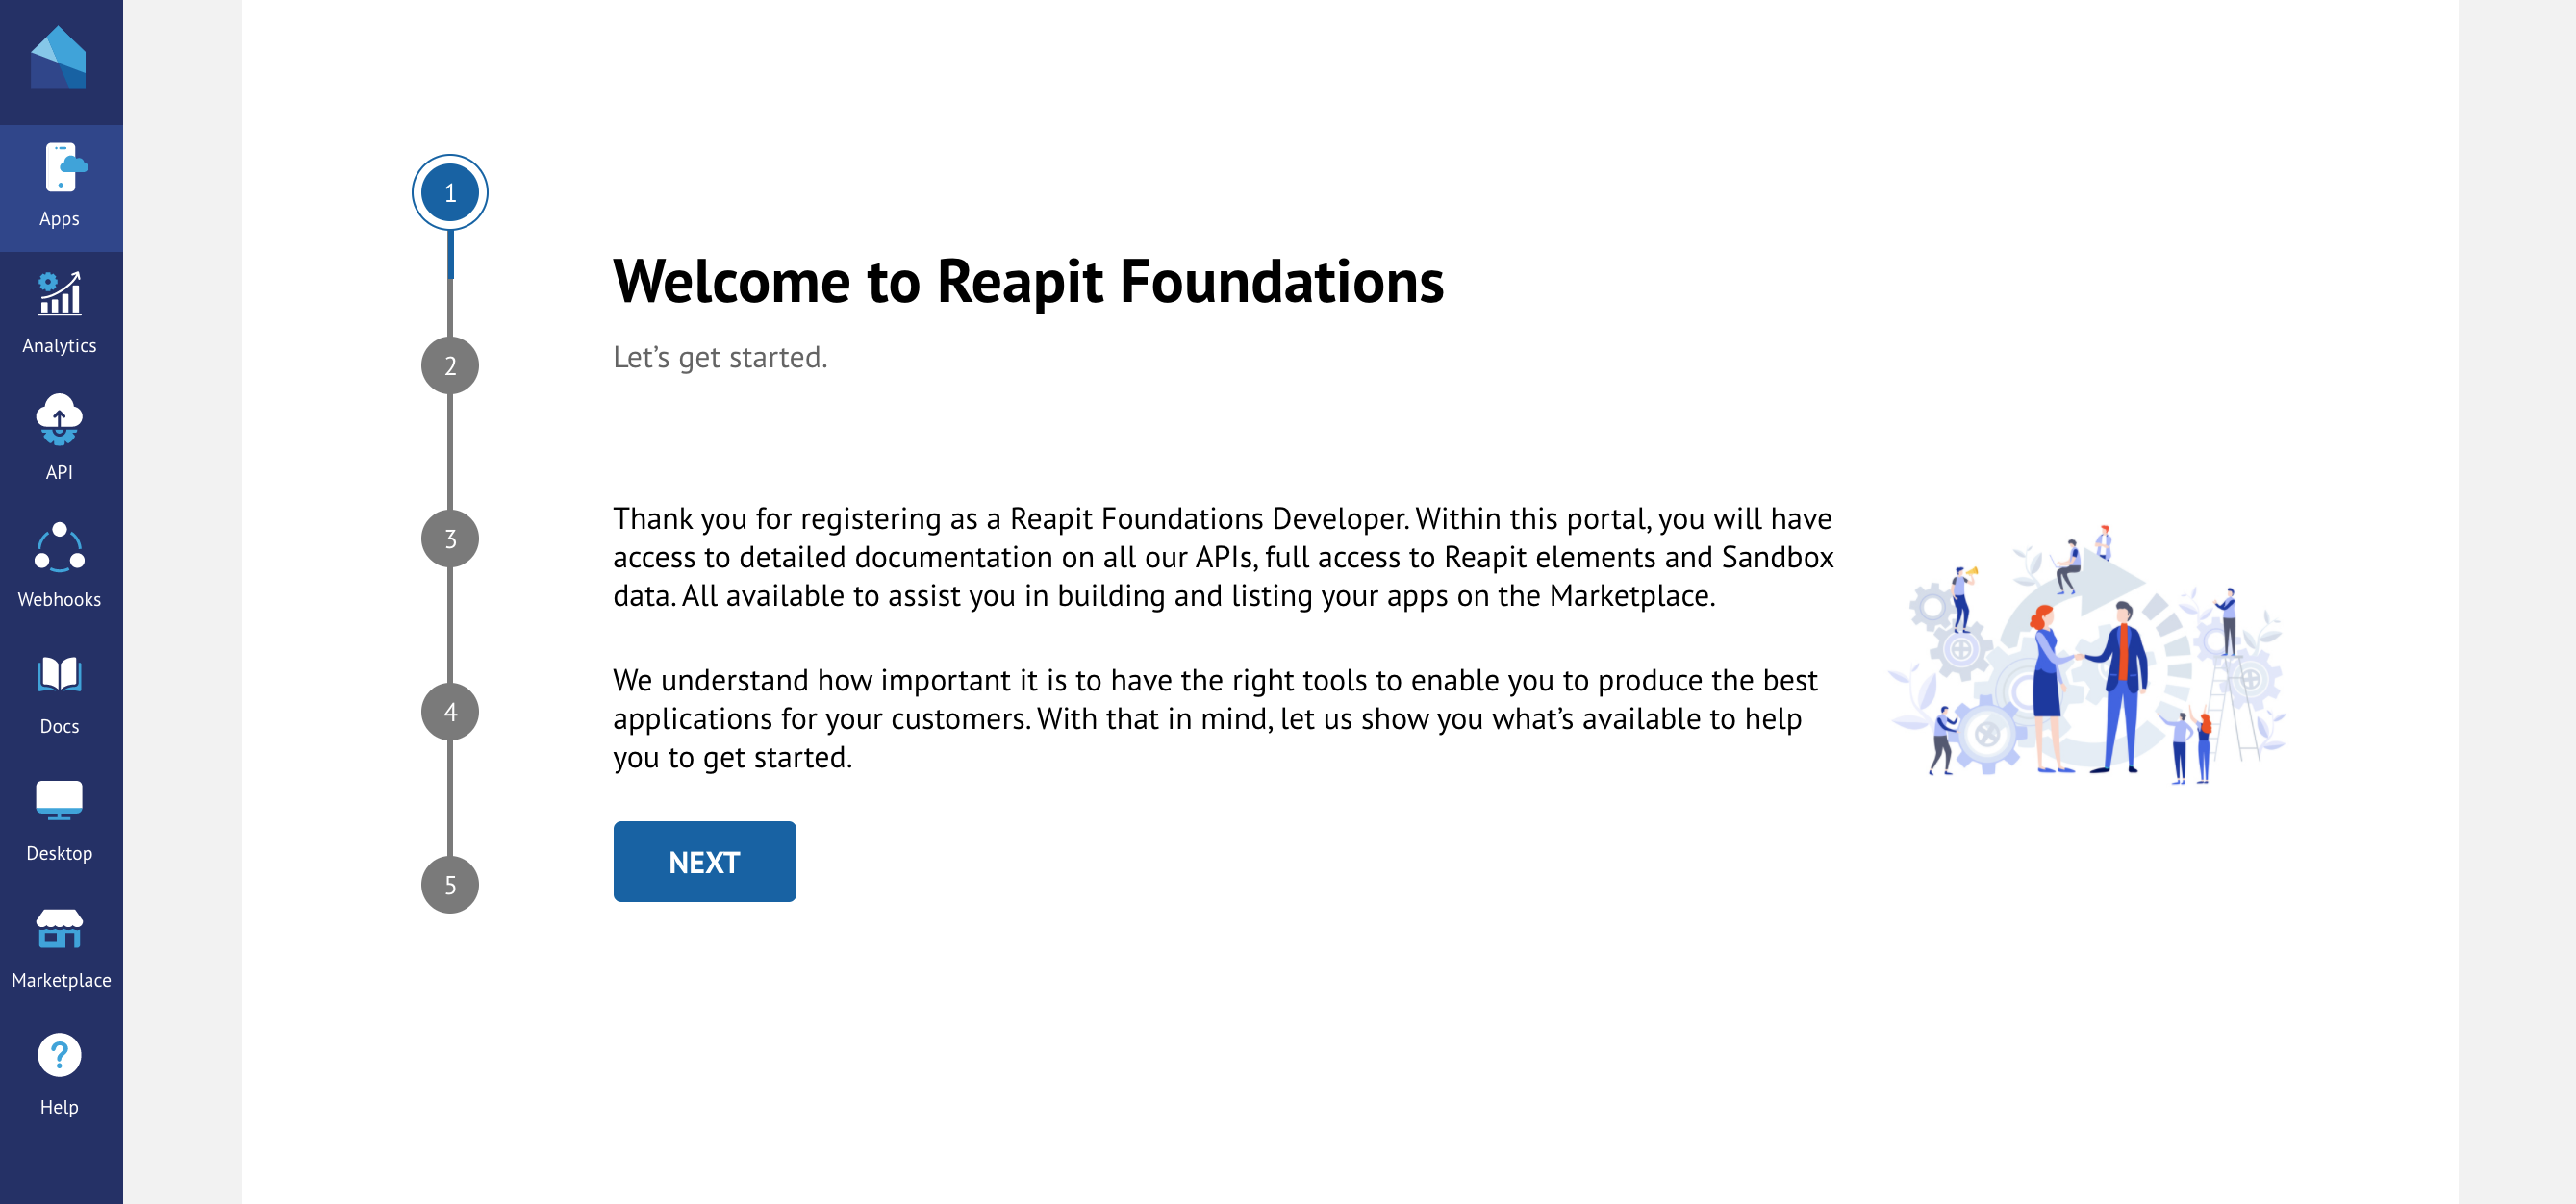 Apps
Analytics
API
Webhooks
Docs
Desktop
Marketplace
Help
1
2
3
4
5
Welcome to Reapit Foundations
Let’s get started.
Thank you for registering as a Reapit Foundations Developer. Within this portal, you will have
access to detailed documentation on all our APIs, full access to Reapit elements and Sandbox
data. All available to assist you in building and listing your apps on the Marketplace.
We understand how important it is to have the right tools to enable you to produce the best
applications for your customers. With that in mind, let us show you what’s available to help
you to get started.
NEXT